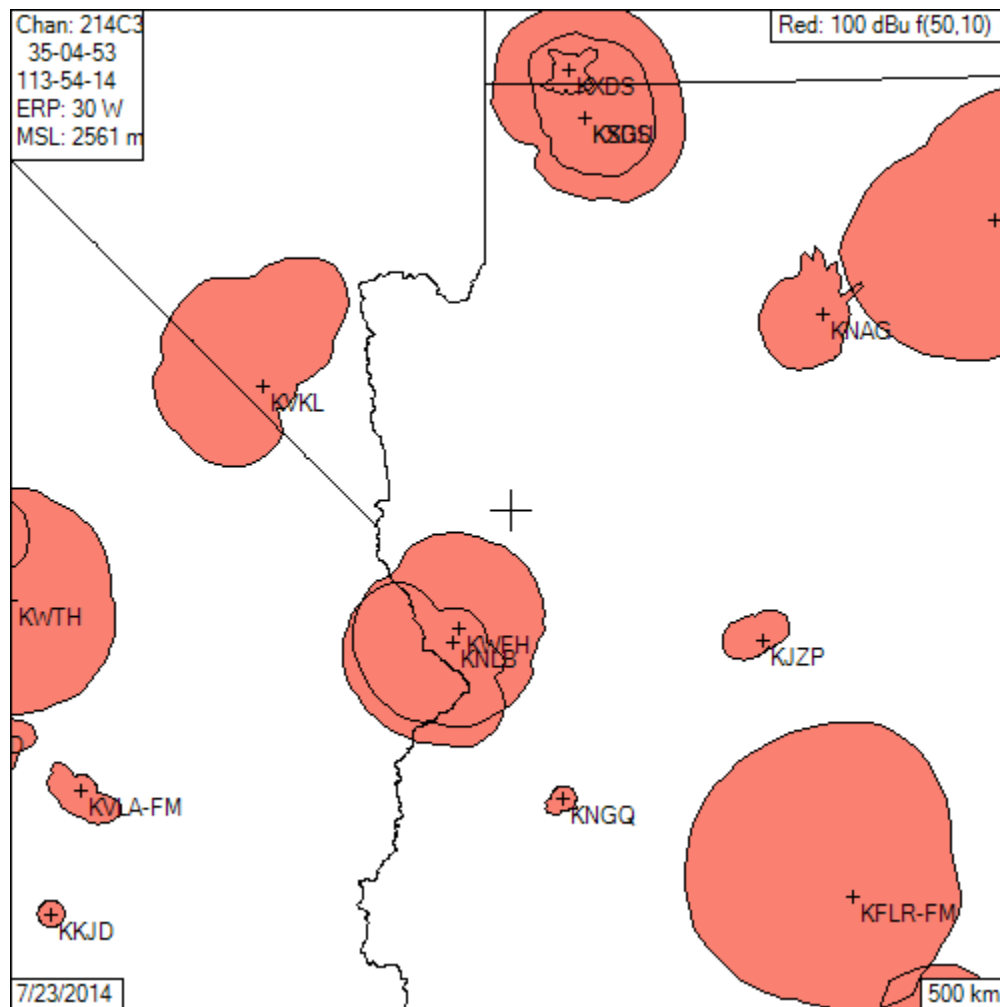 Chan: 214C3
35-04-53
113-54-14
ERP: 30 W
MSL: 2561 m
Red: 100 dBu f(50,10)
KXDS
KNAG
KVKL
KWTH
KWFH
KNLB
KJZP
KVLA-FM
KNGQ
KFLR-FM
KKJD
7/23/2014
500 km